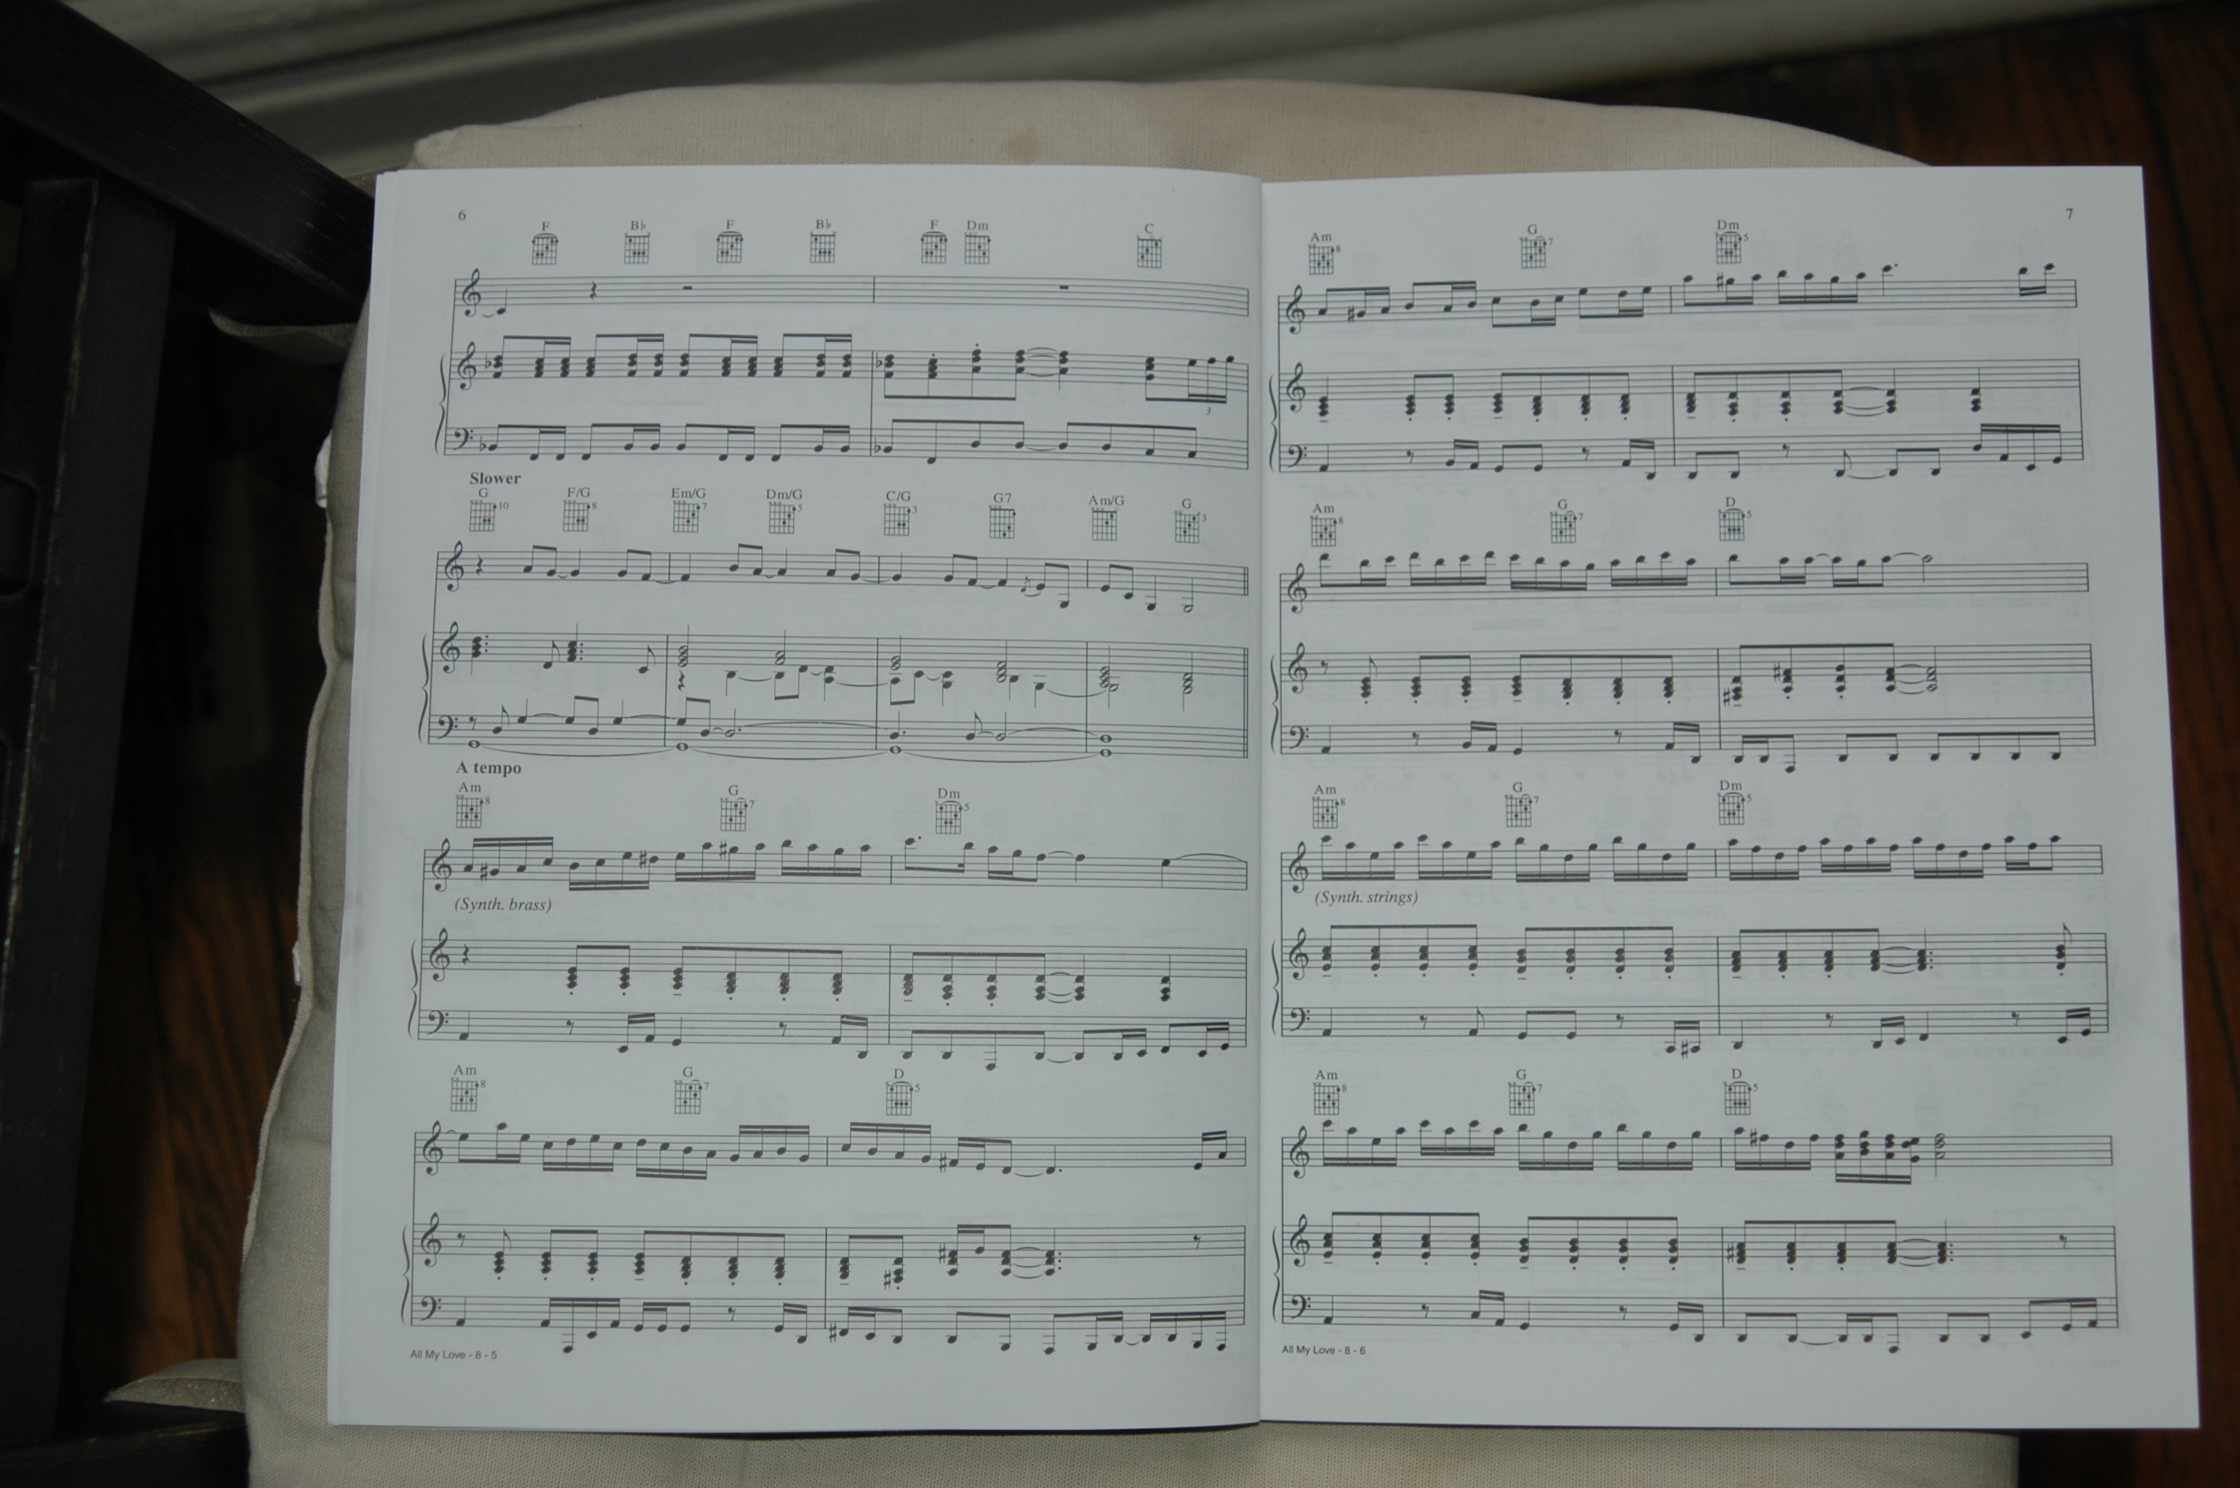 6
F B♭ F B♭ F Dm C
3
Slower
G F/G Em/G Dm/G C/G G7 Am/G G
10 8 7 5 3 3
A tempo
Am G Dm
8 7 5
(Synth. brass)
Am G D
8 7 5
All My Love - 8 - 5
7
Am G Dm
8 7 5
Am G D
8 7 5
Am G Dm
8 7 5
(Synth. strings)
Am G D
8 7 5
All My Love - 8 - 6